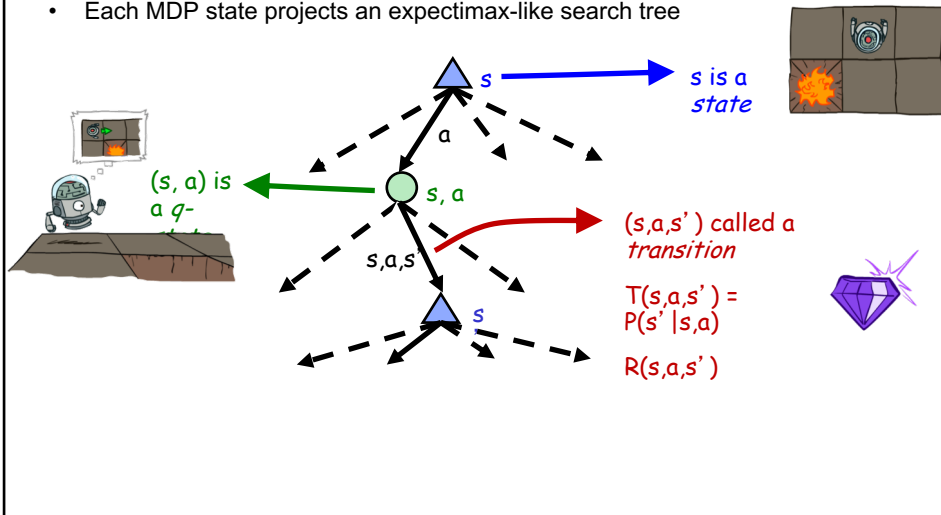 • Each MDP state projects an expectimax-like search tree
s
s is a
state
a
(s, a) is
a q-
s, a
(s,a,s’ ) called a
transition
s,a,s’
T(s,a,s’ ) =
P(s’ |s,a)
s
R(s,a,s’ )